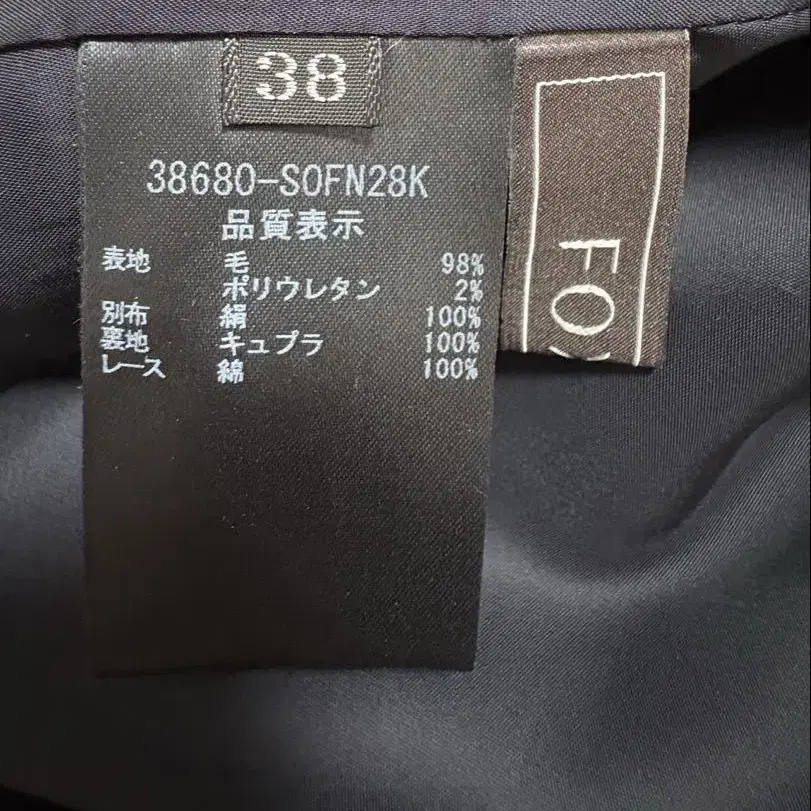 38
38680-SOFN28K
品質表示
表地 毛 98%
ポリウレタン 2%
別布 絹 100%
裏地 キュプラ 100%
レース 綿 100%
FO